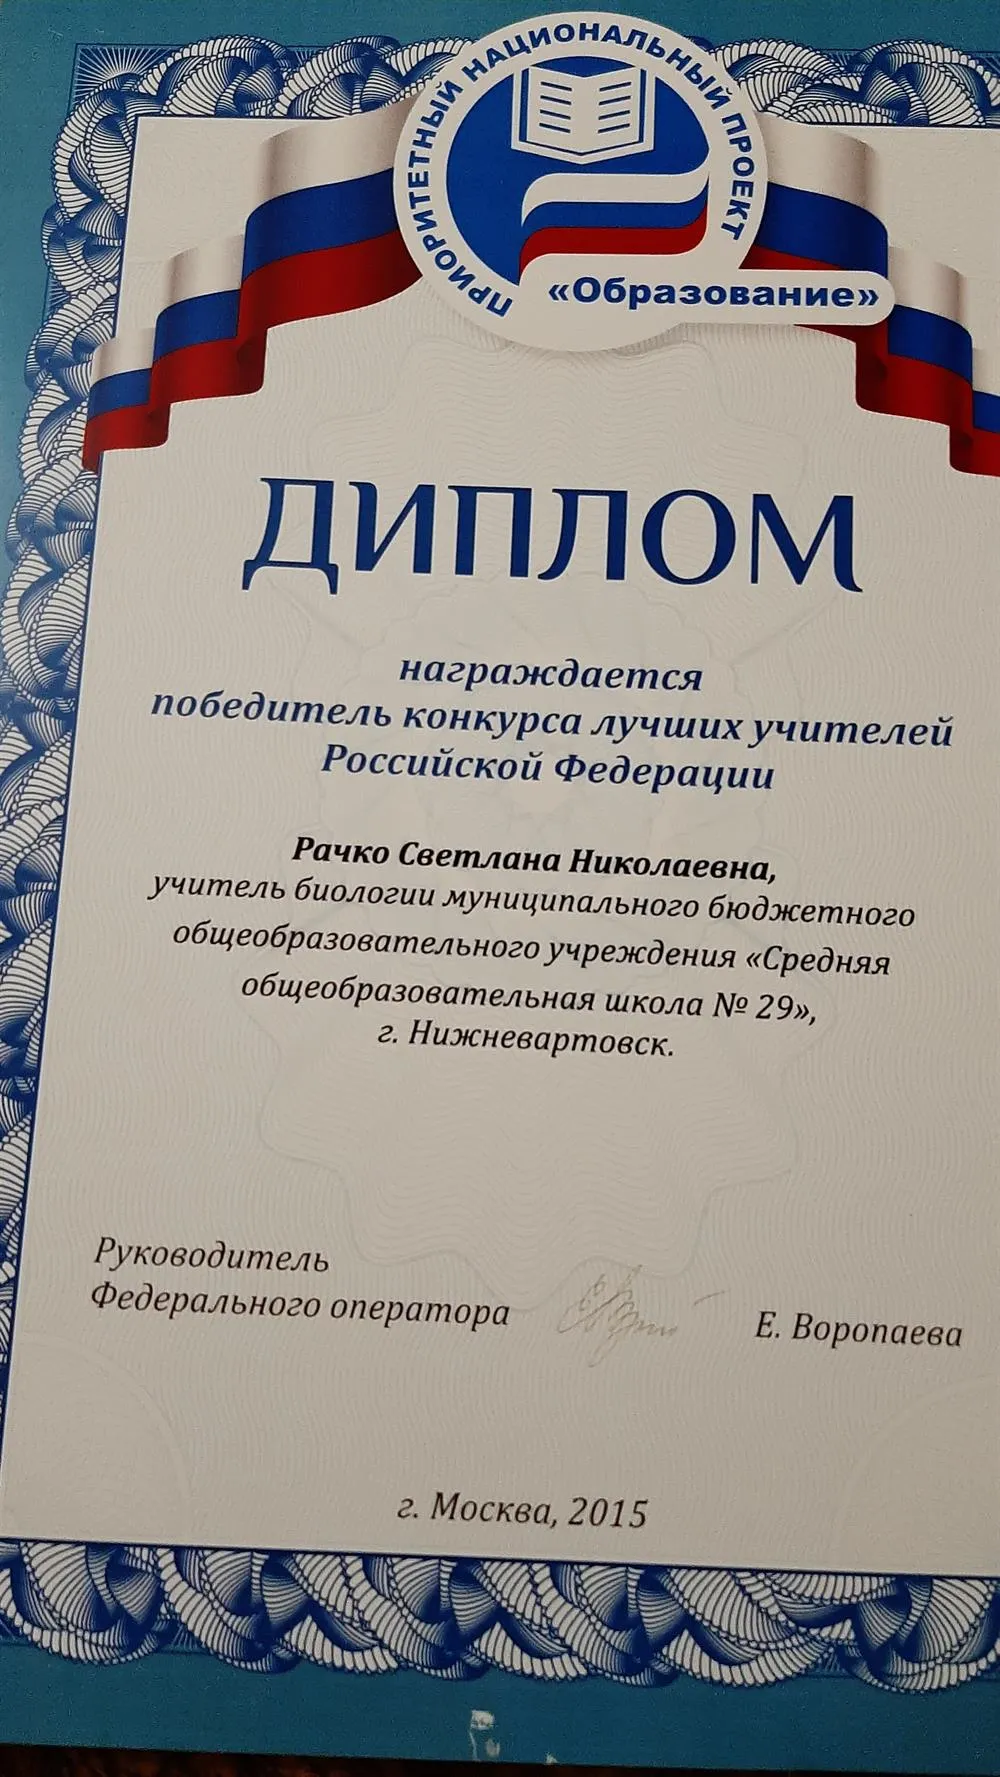 ПРИОРИТЕТНЫЙ НАЦИОНАЛЬНЫЙ ПРОЕКТ
«Образование»
ДИПЛОМ
награждается
победитель конкурса лучших учителей
Российской Федерации
Рачко Светлана Николаевна,
учитель биологии муниципального бюджетного
общеобразовательного учреждения «Средняя
общеобразовательная школа № 29»,
г. Нижневартовск.
Руководитель
Федерального оператора
Е. Воропаева
г. Москва, 2015